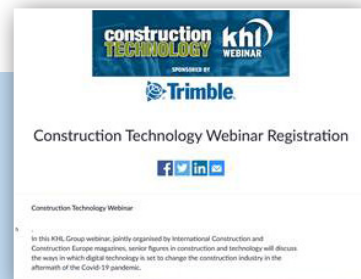 construction
TECHNOLOGY
khl
WEBINAR
SPONSORED BY
Trimble
Construction Technology Webinar Registration
f in
Construction Technology Webinar
In this KHL Group webinar, jointly organised by International Construction and
Construction Europe magazines, senior figures in construction and technology will discuss
the ways in which digital technology is set to change the construction industry in the
aftermath of the Covid-19 pandemic.